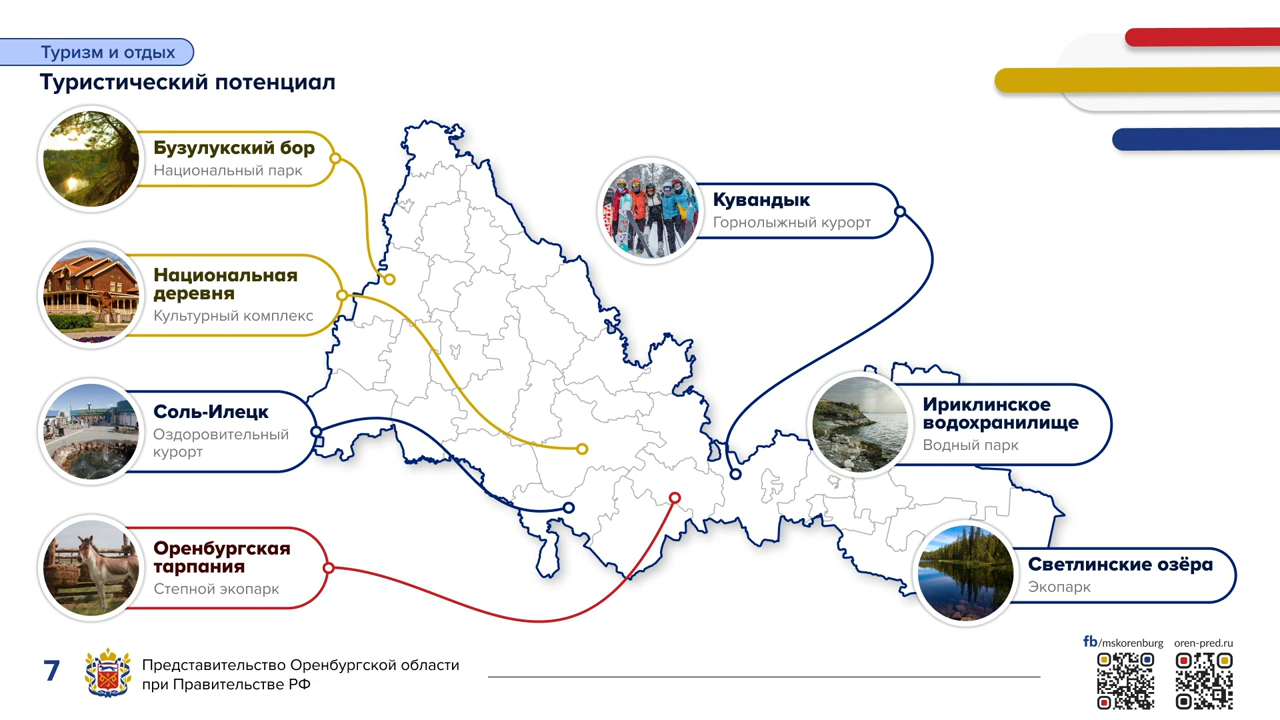 Туризм и отдых
Туристический потенциал
Бузулукский бор
Национальный парк
Национальная
деревня
Культурный комплекс
Соль-Илецк
Оздоровительный
курорт
Оренбургская
тарпания
Степной экопарк
Кувандык
Горнолыжный курорт
Ириклинское
водохранилище
Водный парк
Светлинские озёра
Экопарк
7
Представительство Оренбургской области
при Правительстве РФ
fb/mskorenburg
oren-pred.ru